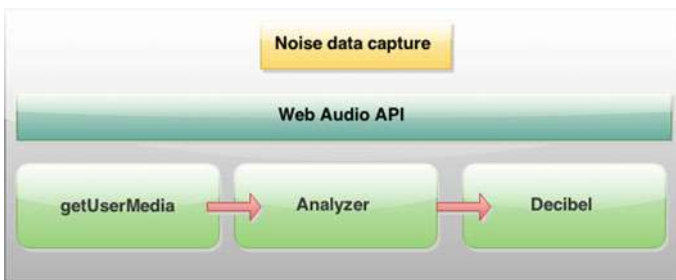 Noise data capture
Web Audio API
getUserMedia
Analyzer
Decibel